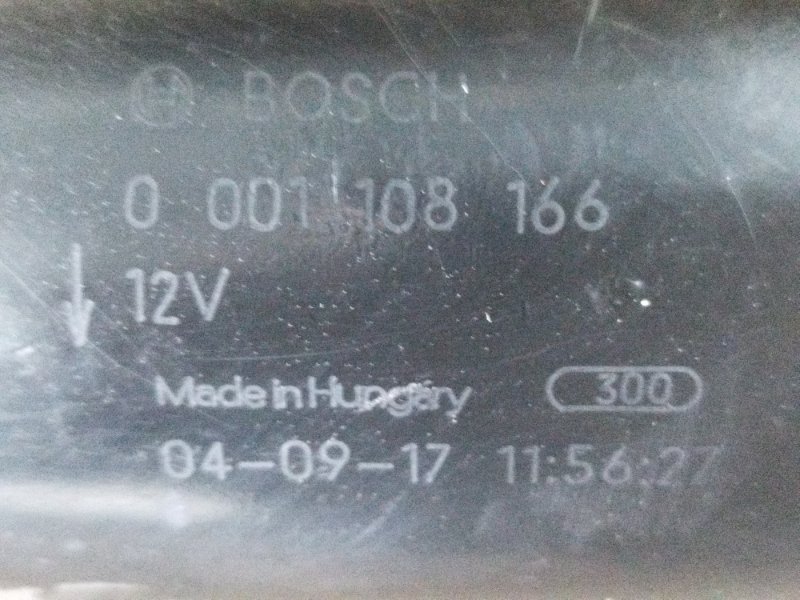 BOSCH
0 001 108 166
12V
Made in Hungary 300
04-09-17 11:56:27